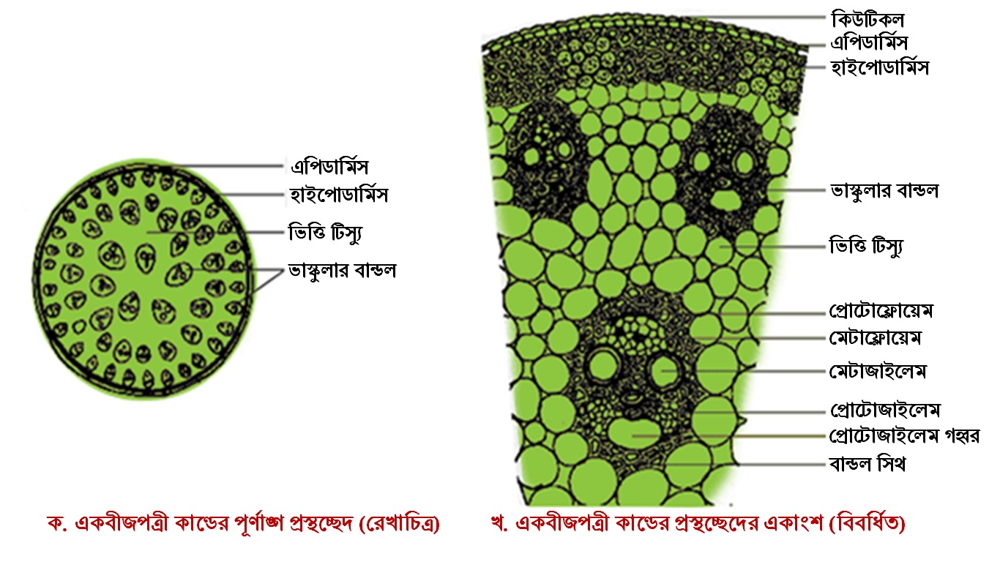 এপিডার্মিস
হাইপোডার্মিস
ভিত্তি টিস্যু
ভাস্কুলার বান্ডল
ক. একবীজপত্রী কান্ডের পূর্ণাঙ্গ প্রস্থচ্ছেদ (রেখাচিত্র)
কিউটিকল
এপিডার্মিস
হাইপোডার্মিস
ভাস্কুলার বান্ডল
ভিত্তি টিস্যু
প্রোটোফ্লোয়েম
মেটাফ্লোয়েম
মেটাজাইলেম
প্রোটোজাইলেম
প্রোটোজাইলেম গহ্বর
বান্ডল সিথ
খ. একবীজপত্রী কান্ডের প্রস্থচ্ছেদের একাংশ (বিবর্ধিত)